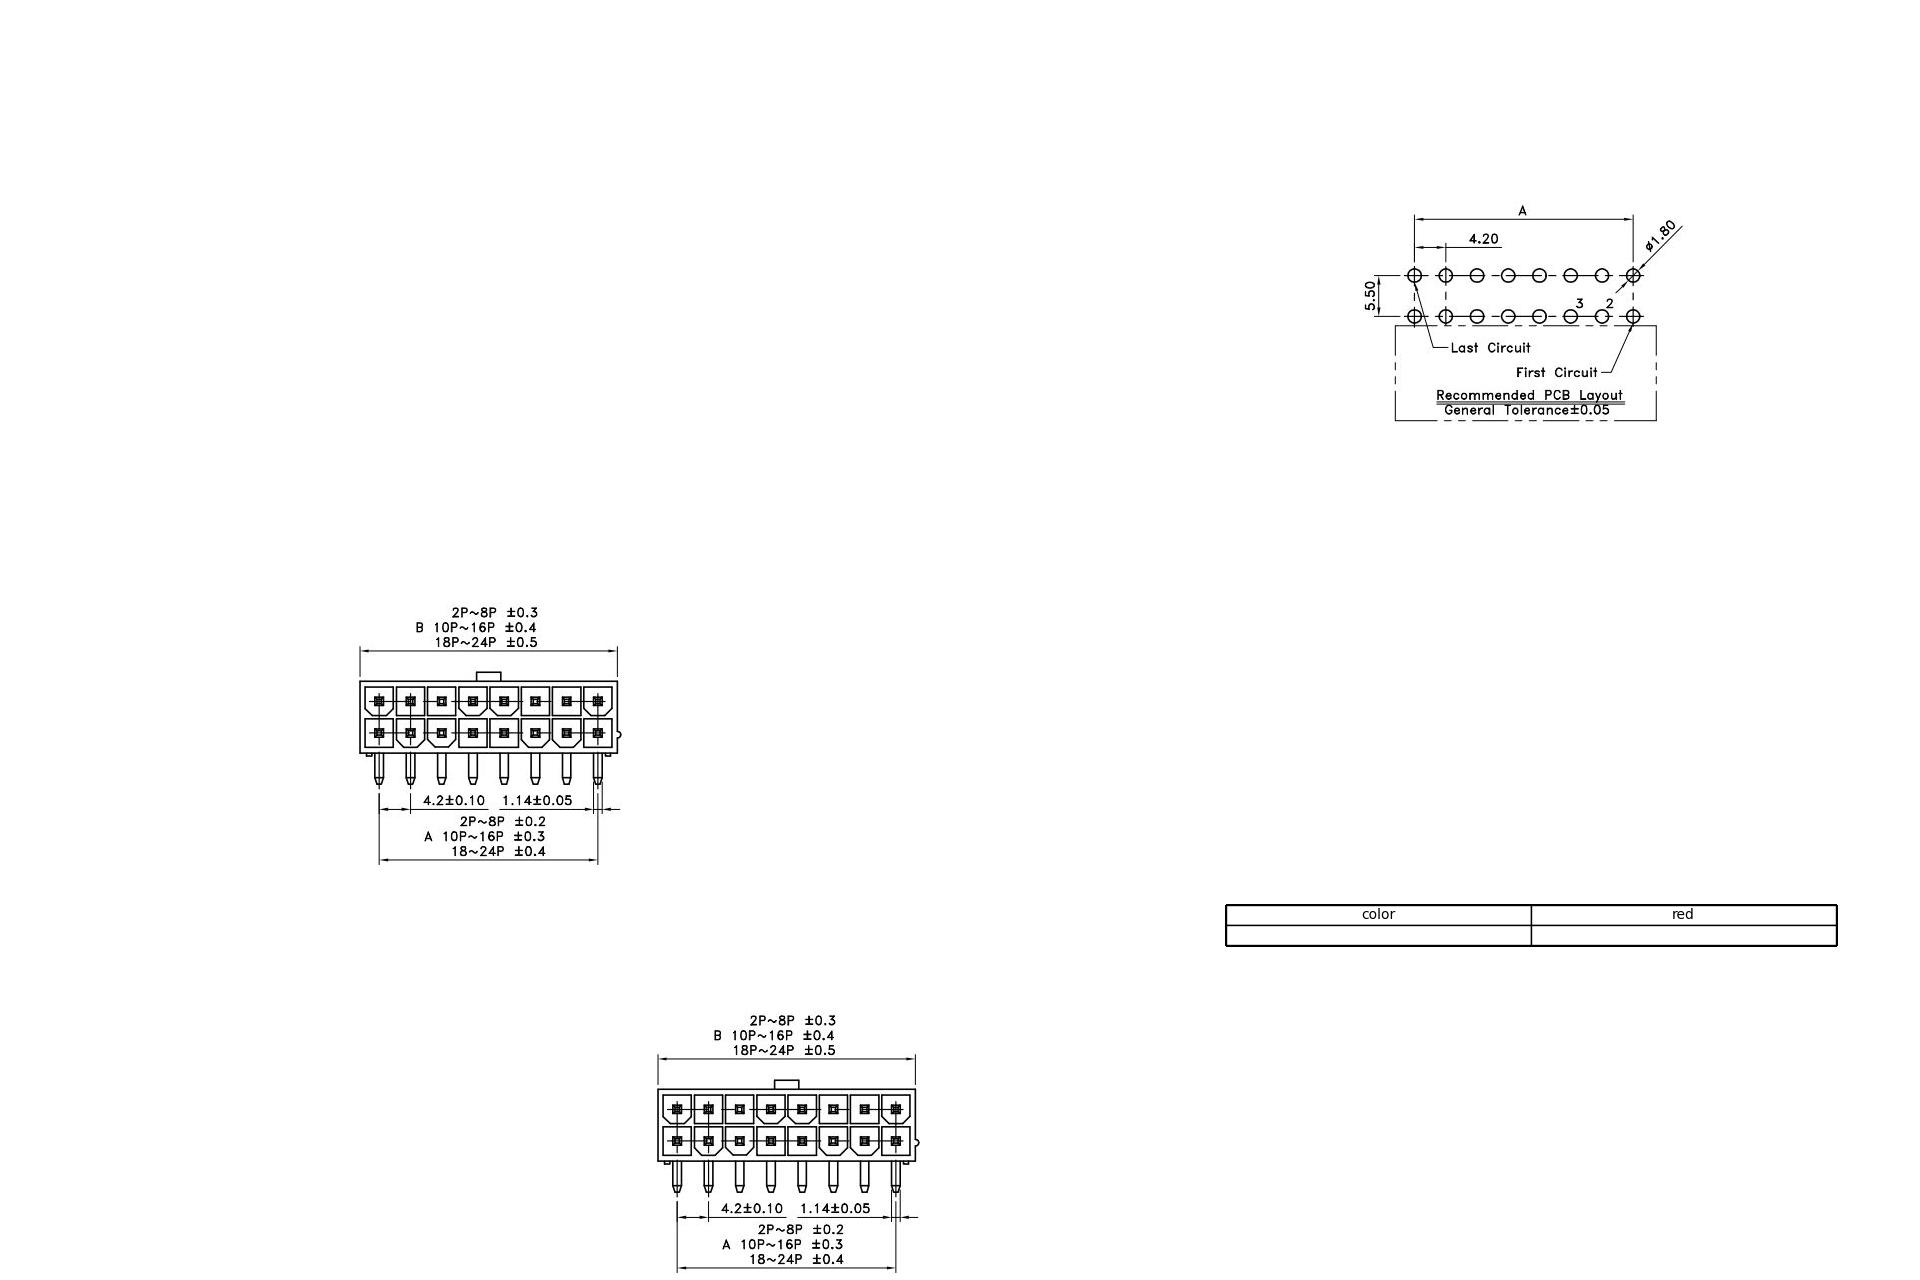 A
4.20
ø1.80
5.50
3 2
Last Circuit
First Circuit
Recommended PCB Layout
General Tolerance±0.05
2P~8P ±0.3
B 10P~16P ±0.4
18P~24P ±0.5
4.2±0.10 1.14±0.05
2P~8P ±0.2
A 10P~16P ±0.3
18~24P ±0.4
color red
2P~8P ±0.3
B 10P~16P ±0.4
18P~24P ±0.5
4.2±0.10 1.14±0.05
2P~8P ±0.2
A 10P~16P ±0.3
18~24P ±0.4